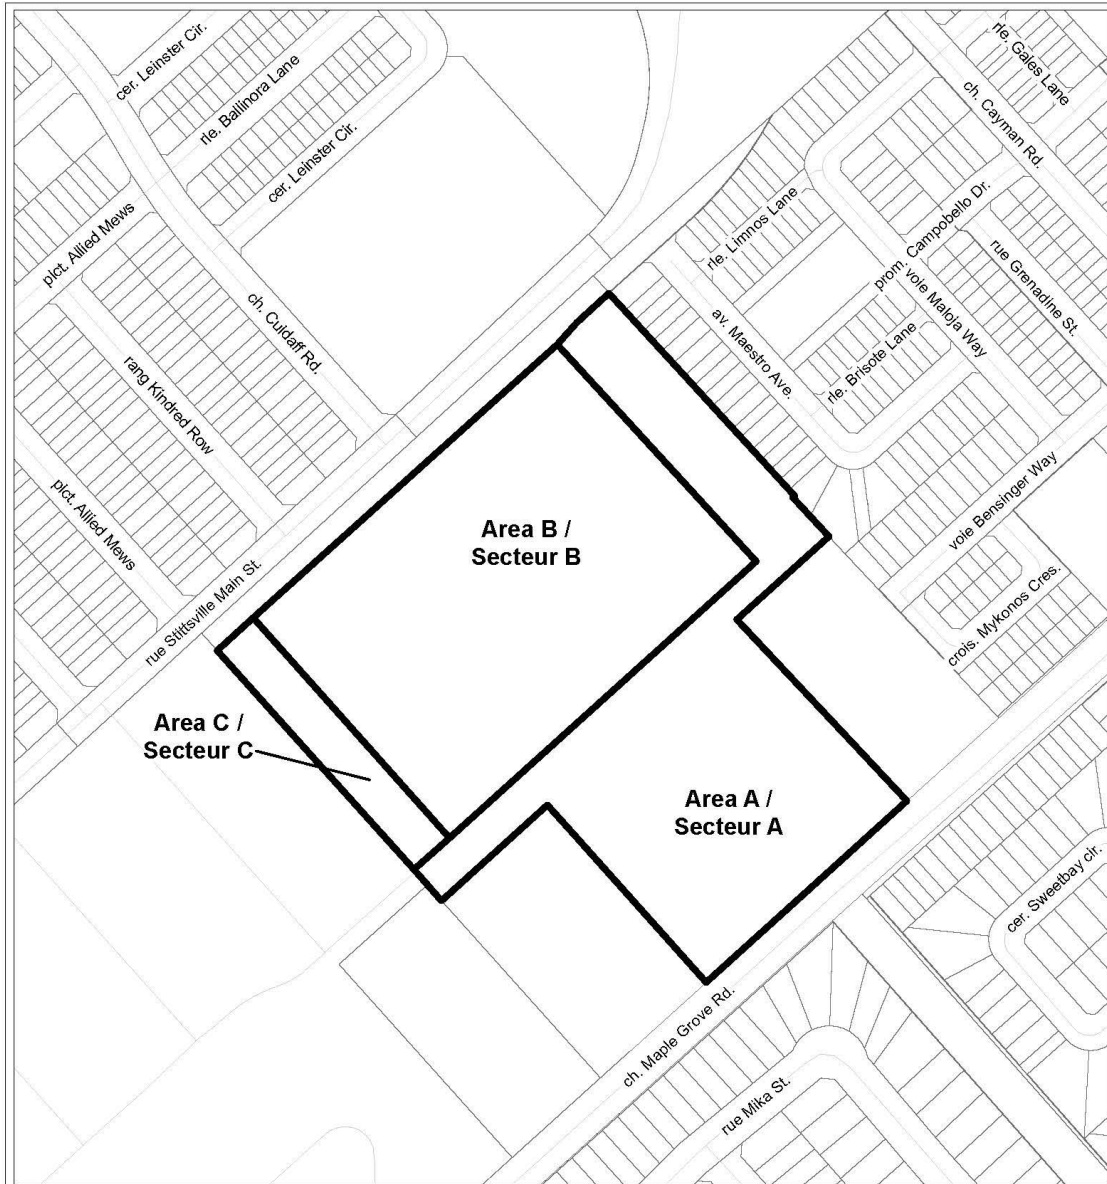 cer. Leinster Cir.
rle. Ballinora Lane
cer. Leinster Cir.
plct. Allied Mews
ch. Culdaff Rd.
rang Kindred Row
plct. Allied Mews
rue Stittsville Main St.
rle. Gales Lane
ch. Cayman Rd.
rle. Limnos Lane
prom. Campobello Dr.
voie Maloja Way
rue Grenadine St.
av. Maestro Ave.
rle. Brisote Lane
voie Bensinger Way
crois. Mykonos Cres.
Area B /
Secteur B
Area C /
Secteur C
Area A /
Secteur A
cer. Sweetbay cir.
ch. Maple Grove Rd.
rue Mika St.